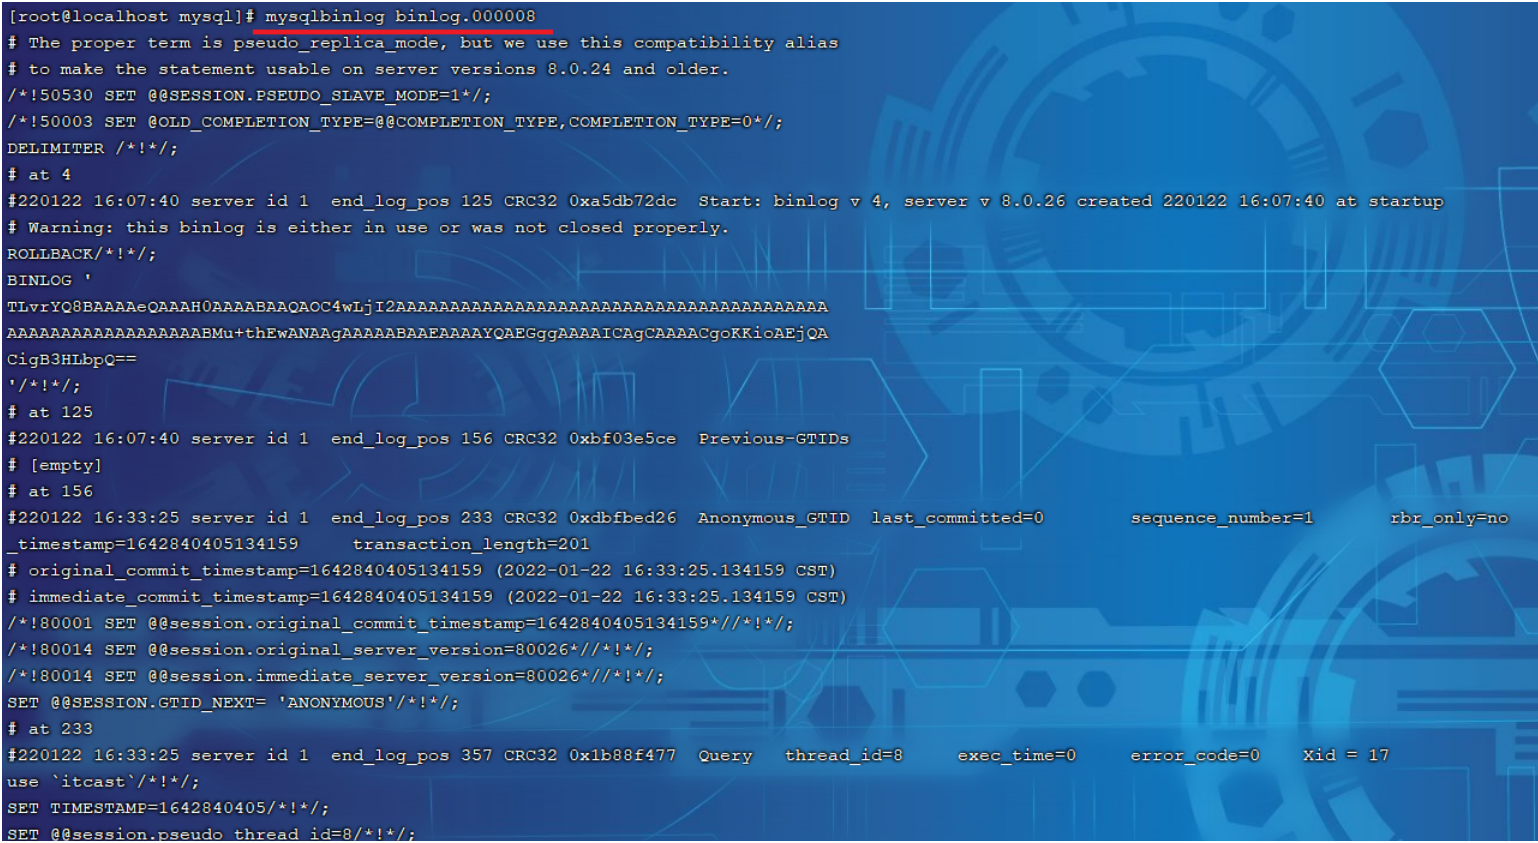 [root@localhost mysql]# mysqlbinlog binlog.000008
# The proper term is pseudo_replica_mode, but we use this compatibility alias
# to make the statement usable on server versions 8.0.24 and older.
/*!50530 SET @@SESSION.PSEUDO_SLAVE_MODE=1*/;
/*!50003 SET @OLD_COMPLETION_TYPE=@@COMPLETION_TYPE,COMPLETION_TYPE=0*/;
DELIMITER /*!*/;
# at 4
#220122 16:07:40 server id 1  end_log_pos 125 CRC32 0xa5db72dc  Start: binlog v 4, server v 8.0.26 created 220122 16:07:40 at startup
# Warning: this binlog is either in use or was not closed properly.
ROLLBACK/*!*/;
BINLOG '
TLvrYQ8BAAAAeQAAAH0AAAABAAQAOC4wLjI2AAAAAAAAAAAAAAAAAAAAAAAAAAAAAAAAAAAAAAAA
AAAAAAAAAAAAAAAAAABMu+thEwANAAgAAAAABAAEAAAAYQAEGggAAAAICAgCAAAACgoKKioAEjQA
CigB3HLbpQ==
'/*!*/;
# at 125
#220122 16:07:40 server id 1  end_log_pos 156 CRC32 0xbf03e5ce  Previous-GTIDs
# [empty]
# at 156
#220122 16:33:25 server id 1  end_log_pos 233 CRC32 0xdbfbed26  Anonymous_GTID  last_committed=0        sequence_number=1       rbr_only=no
_timestamp=1642840405134159     transaction_length=201
# original_commit_timestamp=1642840405134159 (2022-01-22 16:33:25.134159 CST)
# immediate_commit_timestamp=1642840405134159 (2022-01-22 16:33:25.134159 CST)
/*!80001 SET @@session.original_commit_timestamp=1642840405134159*//*!*/;
/*!80014 SET @@session.original_server_version=80026*//*!*/;
/*!80014 SET @@session.immediate_server_version=80026*//*!*/;
SET @@SESSION.GTID_NEXT= 'ANONYMOUS'/*!*/;
# at 233
#220122 16:33:25 server id 1  end_log_pos 357 CRC32 0x1b88f477  Query   thread_id=8     exec_time=0     error_code=0    Xid = 17
use `itcast`/*!*/;
SET TIMESTAMP=1642840405/*!*/;
SET @@session.pseudo_thread_id=8/*!*/;